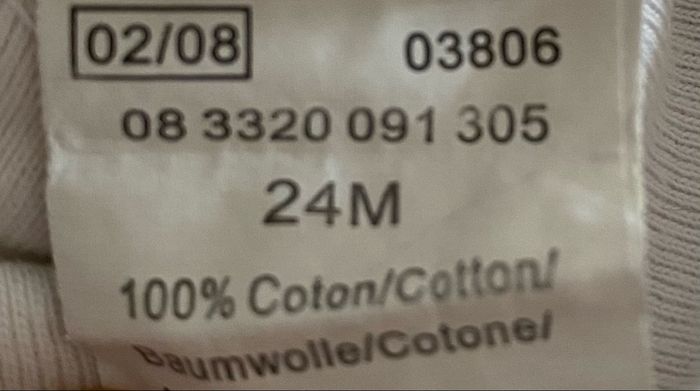 02/08 03806
08 3320 091 305
24M
100% Coton/Cotton/
Baumwolle/Cotone/